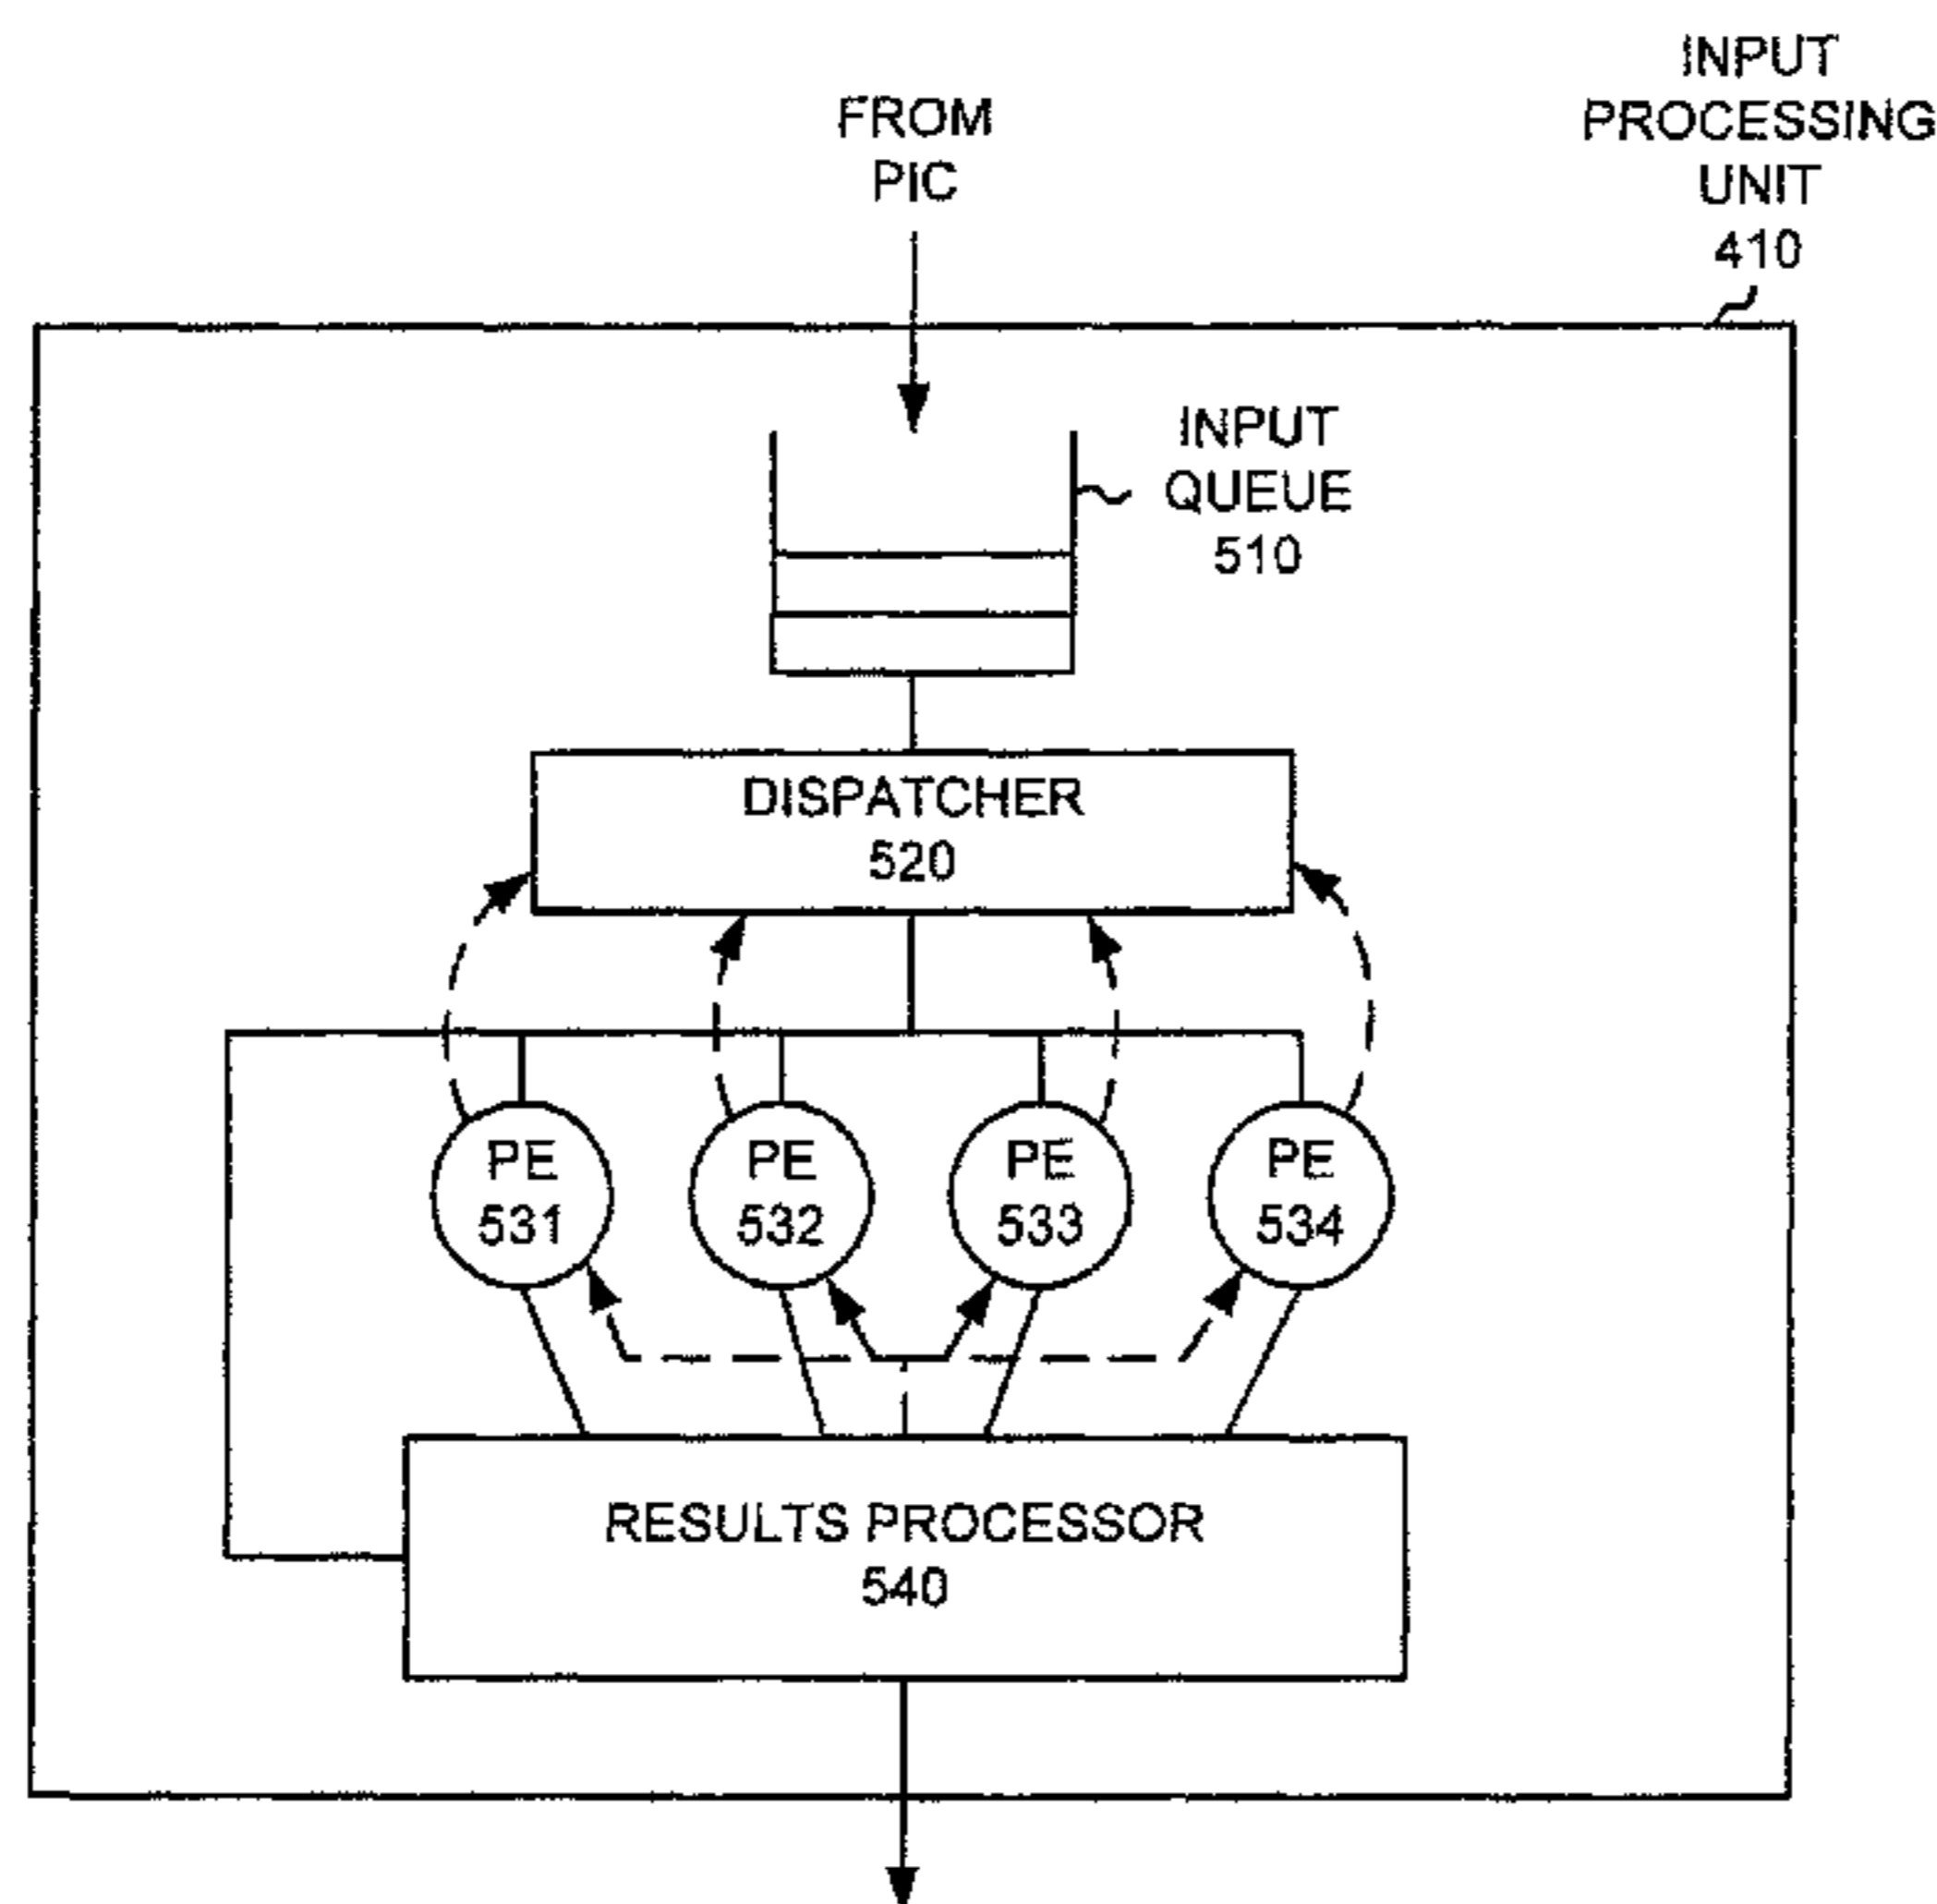 INPUT
PROCESSING
UNIT
410
FROM
PIC
INPUT
QUEUE
510
DISPATCHER
520
PE
531
PE
532
PE
533
PE
534
RESULTS PROCESSOR
540